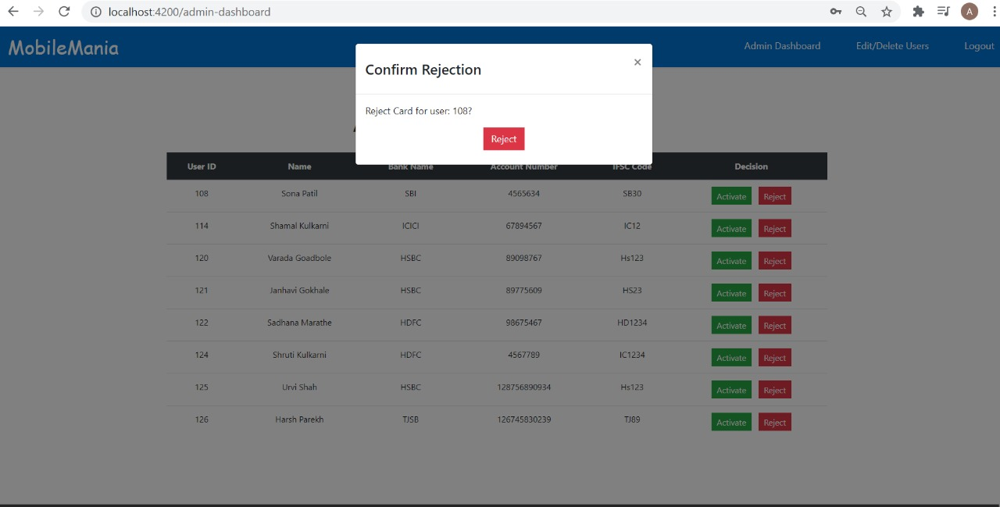 localhost:4200/admin-dashboard
A
MobileMania
Admin Dashboard Edit/Delete Users Logout
Confirm Rejection ×
Reject Card for user: 108?
Reject
User ID Name Bank Name Account Number IFSC Code Decision
108 Sona Patil SBI 4565634 SB30 Activate Reject
114 Shamal Kulkarni ICICI 67894567 IC12 Activate Reject
120 Varada Goadbole HSBC 89098767 Hs123 Activate Reject
121 Janhavi Gokhale HSBC 89775609 HS23 Activate Reject
122 Sadhana Marathe HDFC 98675467 HD1234 Activate Reject
124 Shruti Kulkarni HDFC 4567789 IC1234 Activate Reject
125 Urvi Shah HSBC 128756890934 Hs123 Activate Reject
126 Harsh Parekh TJSB 126745830239 TJ89 Activate Reject